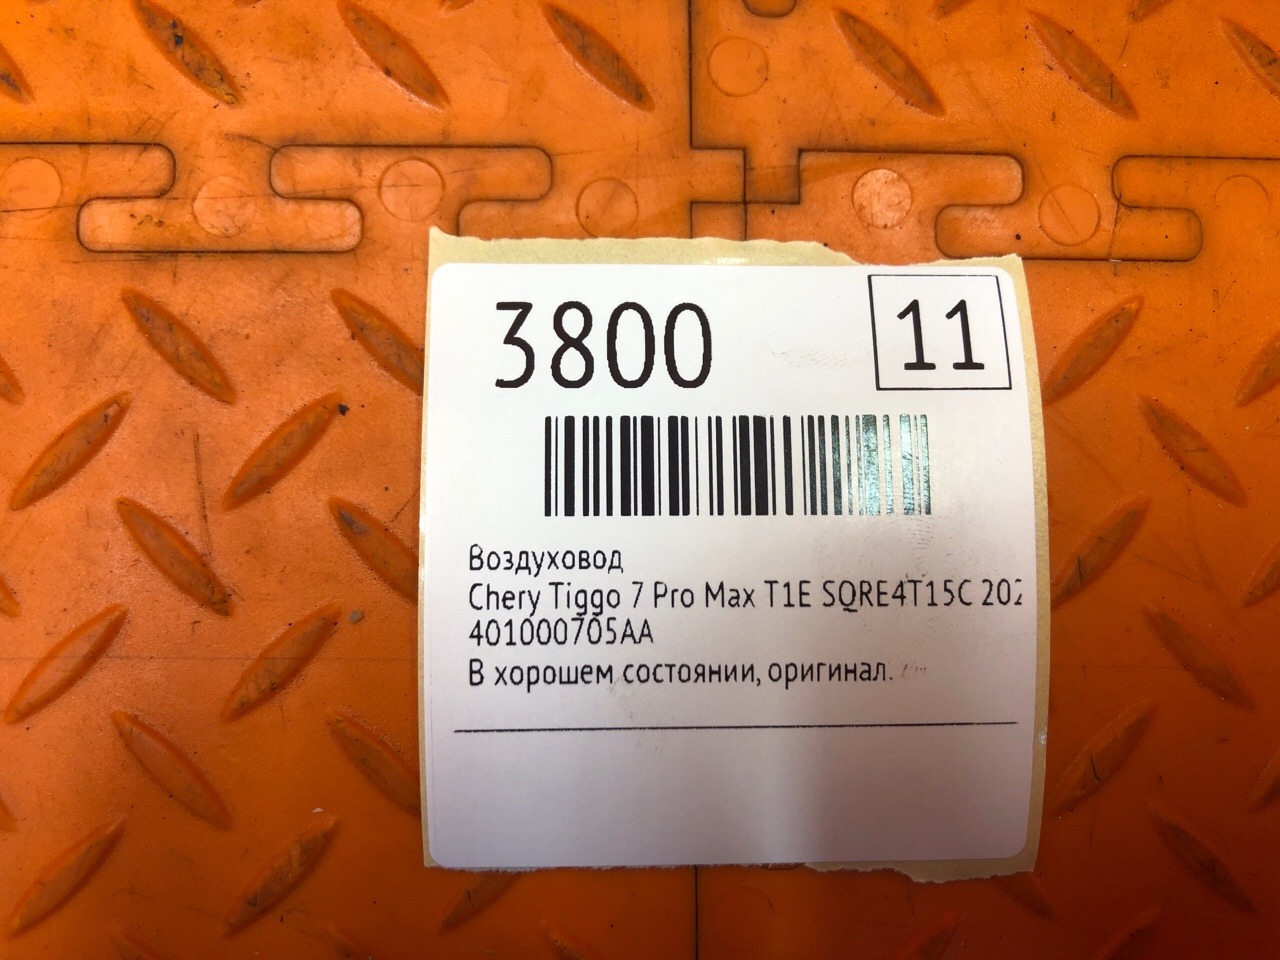 3800
11
Воздуховод
Chery Tiggo 7 Pro Max T1E SQRE4T15C 202
401000705AA
В хорошем состоянии, оригинал.